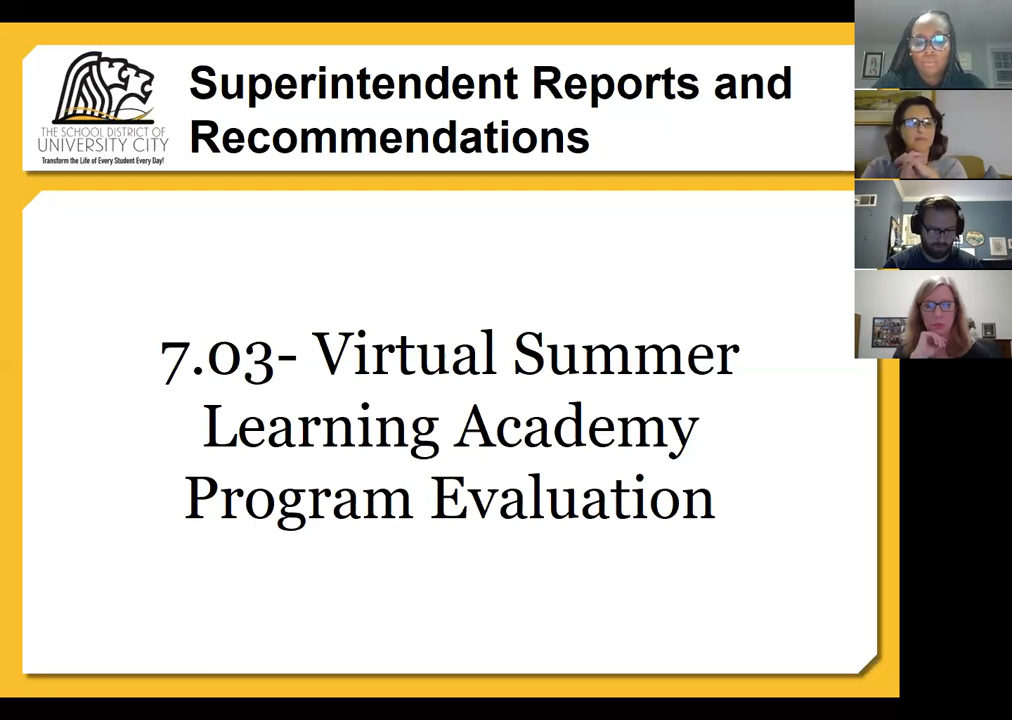 Superintendent Reports and
Recommendations
THE SCHOOL DISTRICT OF
UNIVERSITY CITY
Transform the Life of Every Student Every Day!
7.03- Virtual Summer
Learning Academy
Program Evaluation